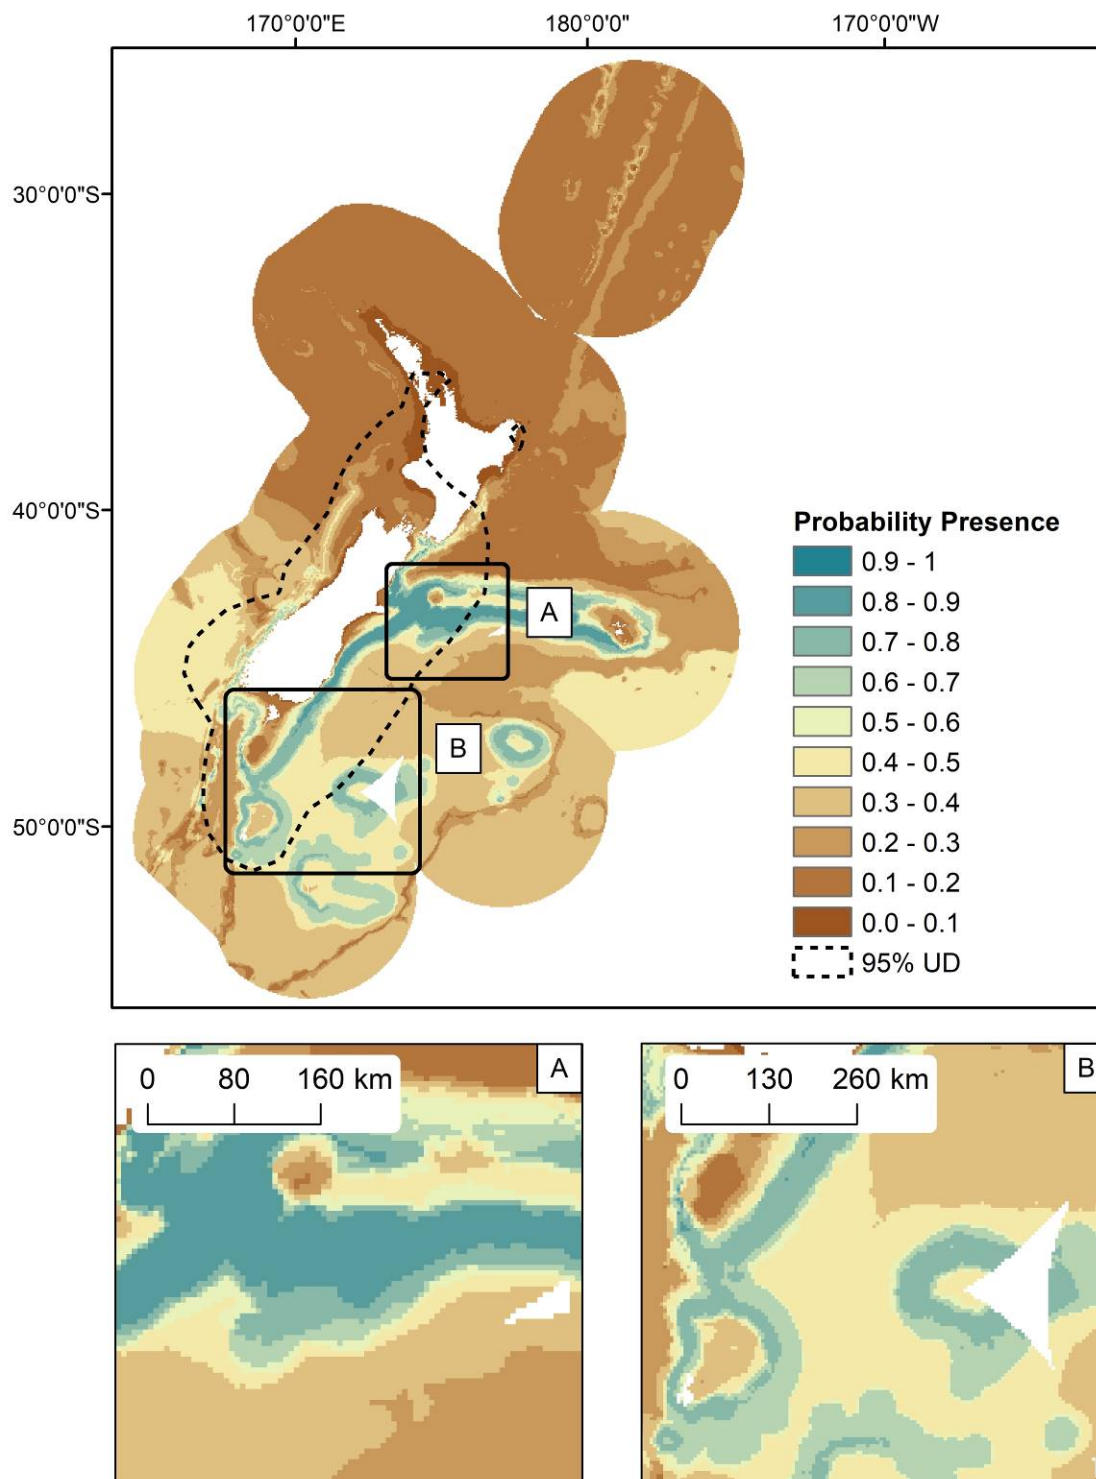 170°0'0"E 180°0'0" 170°0'0"W
30°0'0"S
40°0'0"S
50°0'0"S
A
B
Probability Presence
0.9 - 1
0.8 - 0.9
0.7 - 0.8
0.6 - 0.7
0.5 - 0.6
0.4 - 0.5
0.3 - 0.4
0.2 - 0.3
0.1 - 0.2
0.0 - 0.1
95% UD
0 80 160 km
A
0 130 260 km
B